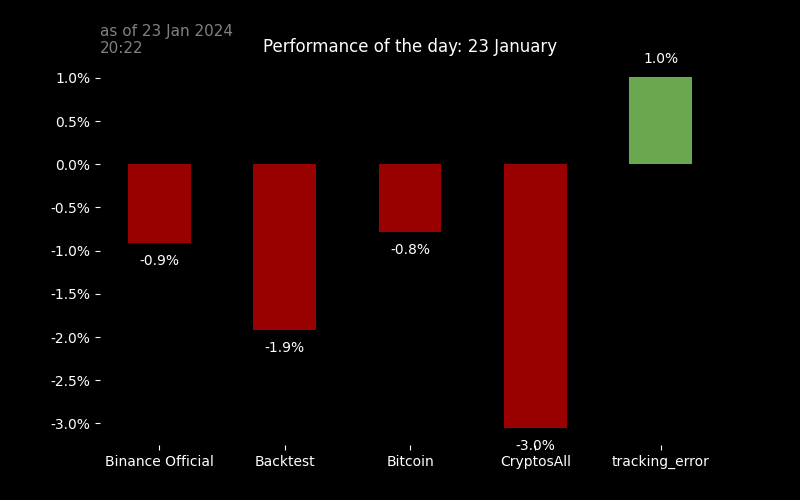 as of 23 Jan 2024
20:22
Performance of the day: 23 January
1.0%
1.0%
0.5%
0.0%
-0.5%
-1.0%
-1.5%
-2.0%
-2.5%
-3.0%
-0.9%
-1.9%
-0.8%
-3.0%
Binance Official
Backtest
Bitcoin
CryptosAll
tracking_error